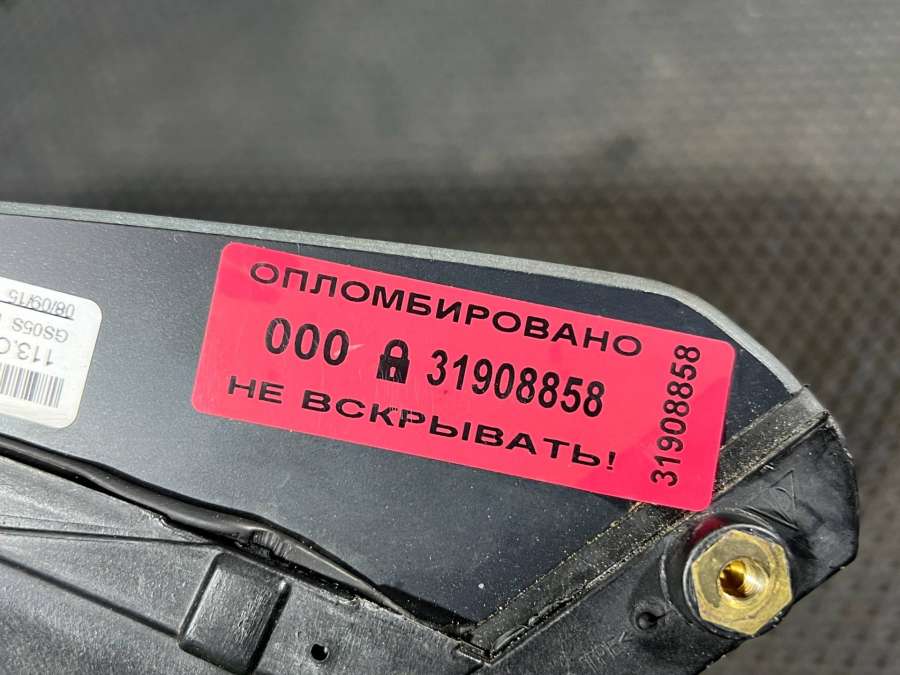 ОПЛОМБИРОВАНО
000 31908858
НЕ ВСКРЫВАТЬ!
31908858
08/09/15
GS05S
113.